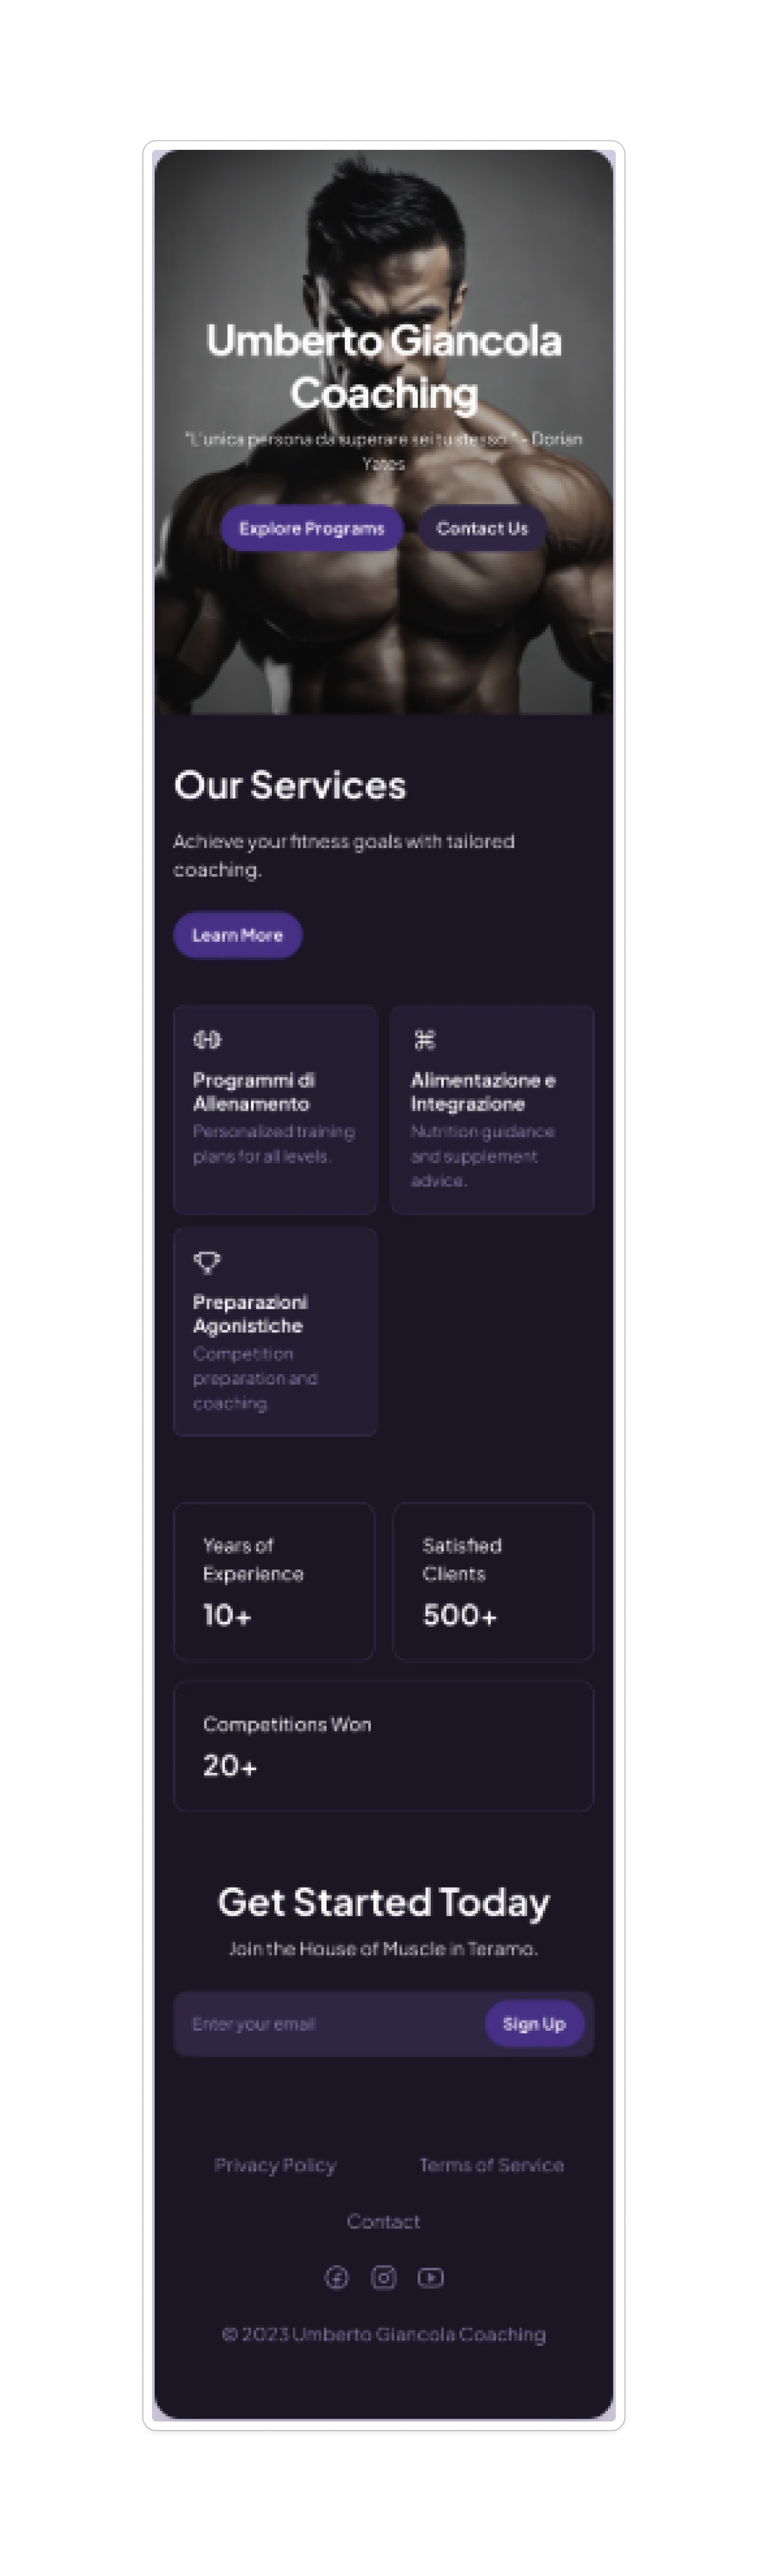 Umberto Giancola
Coaching
"L'unica persona da superare sei tu stesso." - Dorian
Yates
Explore Programs
Contact Us
Our Services
Achieve your fitness goals with tailored
coaching.
Learn More
Programmi di
Allenamento
Personalized training
plans for all levels.
Alimentazione e
Integrazione
Nutrition guidance
and supplement
advice.
Preparazioni
Agonistiche
Competition
preparation and
coaching.
Years of
Experience
10+
Satisfied
Clients
500+
Competitions Won
20+
Get Started Today
Join the House of Muscle in Teramo.
Enter your email
Sign Up
Privacy Policy
Terms of Service
Contact
© 2023 Umberto Giancola Coaching